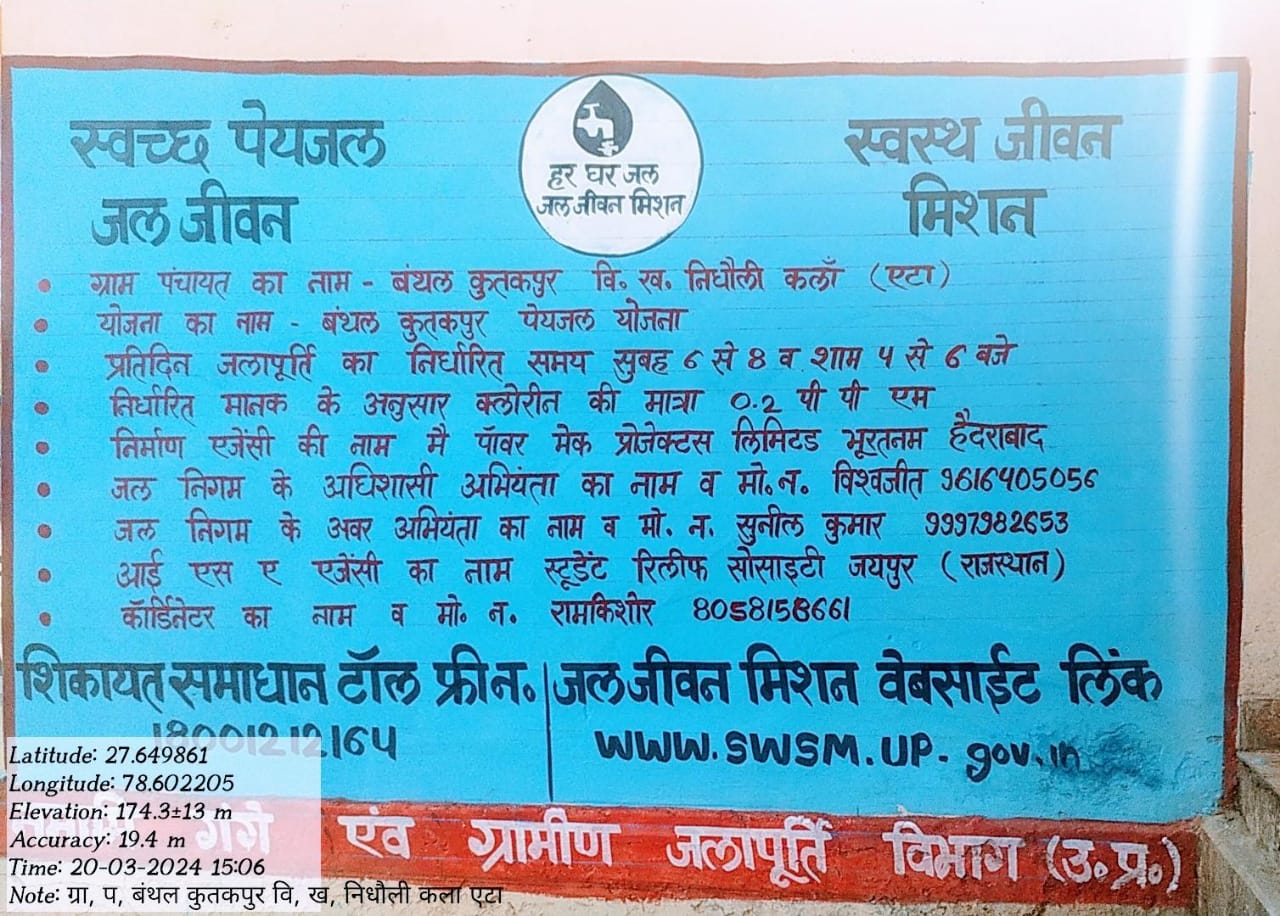 स्वच्छ पेयजल
जल जीवन
हर घर जल
जल जीवन मिशन
स्वस्थ जीवन
मिशन
ग्राम पंचायत का नाम - बंथल कुतकपुर वि. ख. निधौली कलाँ (एटा)
योजना का नाम - बंथल कुतकपुर पेयजल योजना
प्रतिदिन जलापूर्ति का निर्धारित समय सुबह 6 से 8 व शाम 4 से 6 बजे
निर्धारित मानक के अनुसार क्लोरीन की मात्रा 0.2 पी पी एम
निर्माण एजेंसी की नाम मै पॉवर मेक प्रोजेक्टस लिमिटड भूरतनम हैदराबाद
जल निगम के अधिशासी अभियंता का नाम व मो. न. विश्वजीत 9616405056
जल निगम के अवर अभियंता का नाम व मो. न. सुनील कुमार 9997982653
आई एस ए एजेंसी का नाम स्टूडेंट रिलीफ सोसाइटी जयपुर (राजस्थान)
कॉर्डिनेटर का नाम व मो. न. रामकिशोर 8058158661
शिकायत समाधान टॉल फ्री न. जल जीवन मिशन वेबसाईट लिंक
18001212164 www.SWSM.UP.gov.in
नमामि गंगे एंव ग्रामीण जलापूर्ति विभाग (उ.प्र.)
Latitude: 27.649861
Longitude: 78.602205
Elevation: 174.3±13 m
Accuracy: 19.4 m
Time: 20-03-2024 15:06
Note: ग्रा, प, बंथल कुतकपुर वि, ख, निधौली कला एटा